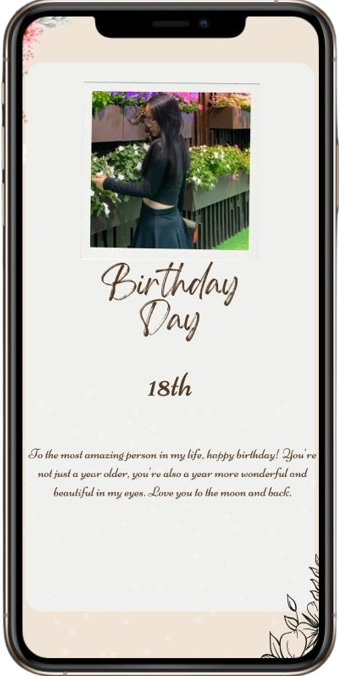 Birthday
Day
18th
To the most amazing person in my life, happy birthday! You're
not just a year older, you're also a year more wonderful and
beautiful in my eyes. Love you to the moon and back.